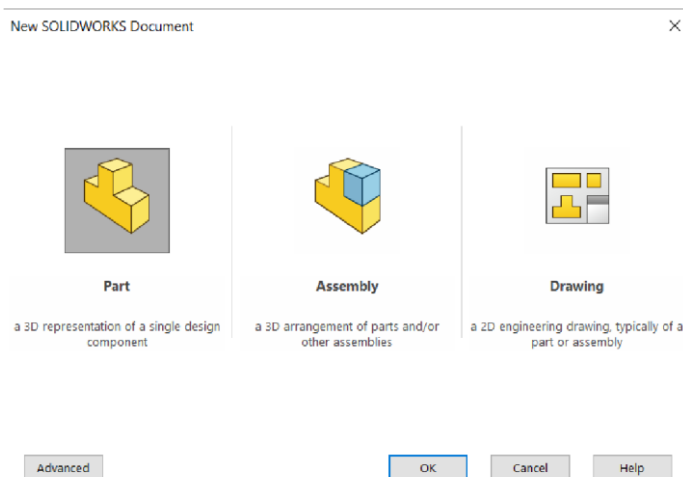 New SOLIDWORKS Document
Part
a 3D representation of a single design
component
Assembly
a 3D arrangement of parts and/or
other assemblies
Drawing
a 2D engineering drawing, typically of a
part or assembly
Advanced
OK
Cancel
Help